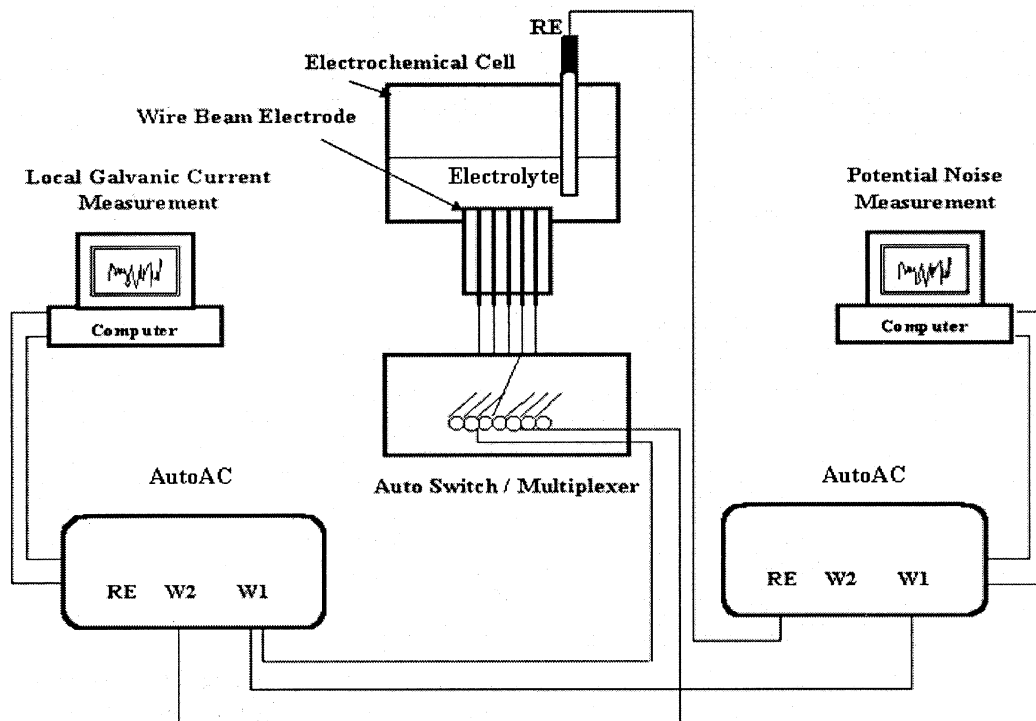 RE
Electrochemical Cell
Wire Beam Electrode
Electrolyte
Local Galvanic Current
Measurement
Potential Noise
Measurement
Computer
Computer
AutoAC
Auto Switch / Multiplexer
AutoAC
RE W2 W1
RE W2 W1